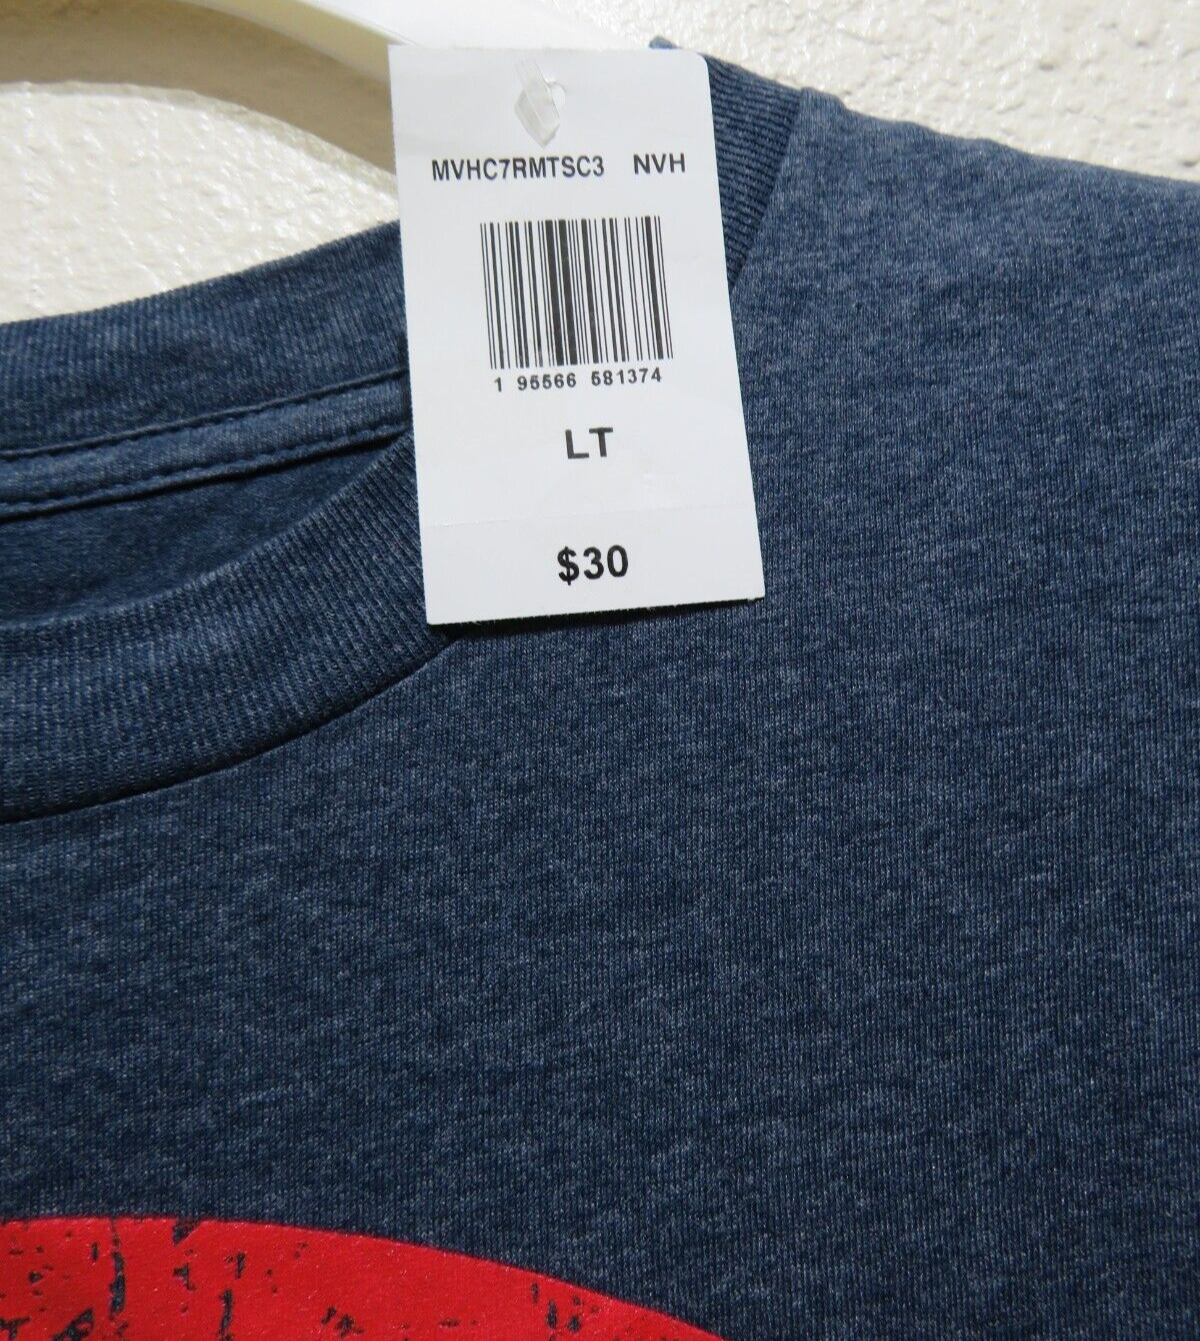 MVHC7RMTSC3 NVH
1 95566 581374
LT
$30